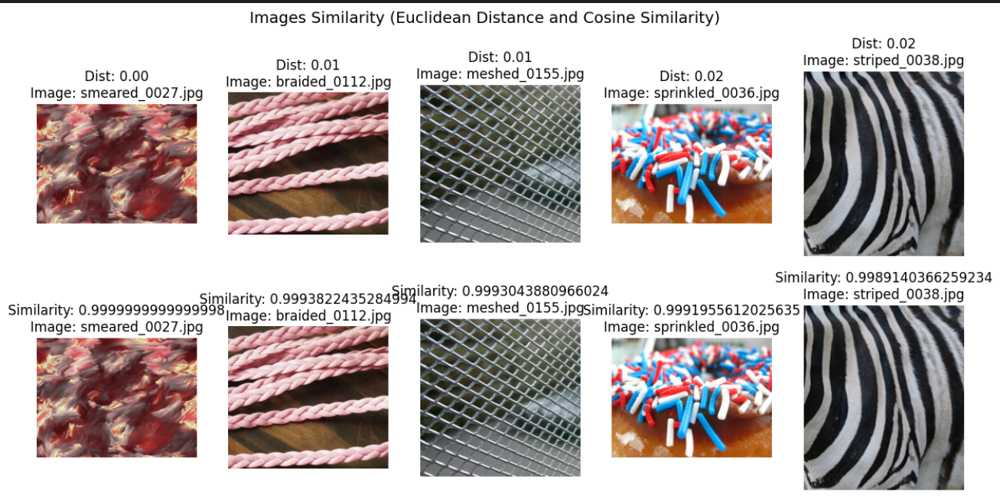 Images Similarity (Euclidean Distance and Cosine Similarity)
Dist: 0.00
Image: smeared_0027.jpg
Dist: 0.01
Image: braided_0112.jpg
Dist: 0.01
Image: meshed_0155.jpg
Dist: 0.02
Image: sprinkled_0036.jpg
Dist: 0.02
Image: striped_0038.jpg
Similarity: 0.9999999999999998
Image: smeared_0027.jpg
Similarity: 0.9993822435284994
Image: braided_0112.jpg
Similarity: 0.9993043880966024
Image: meshed_0155.jpg
Similarity: 0.9991955612025635
Image: sprinkled_0036.jpg
Similarity: 0.9989140366259234
Image: striped_0038.jpg